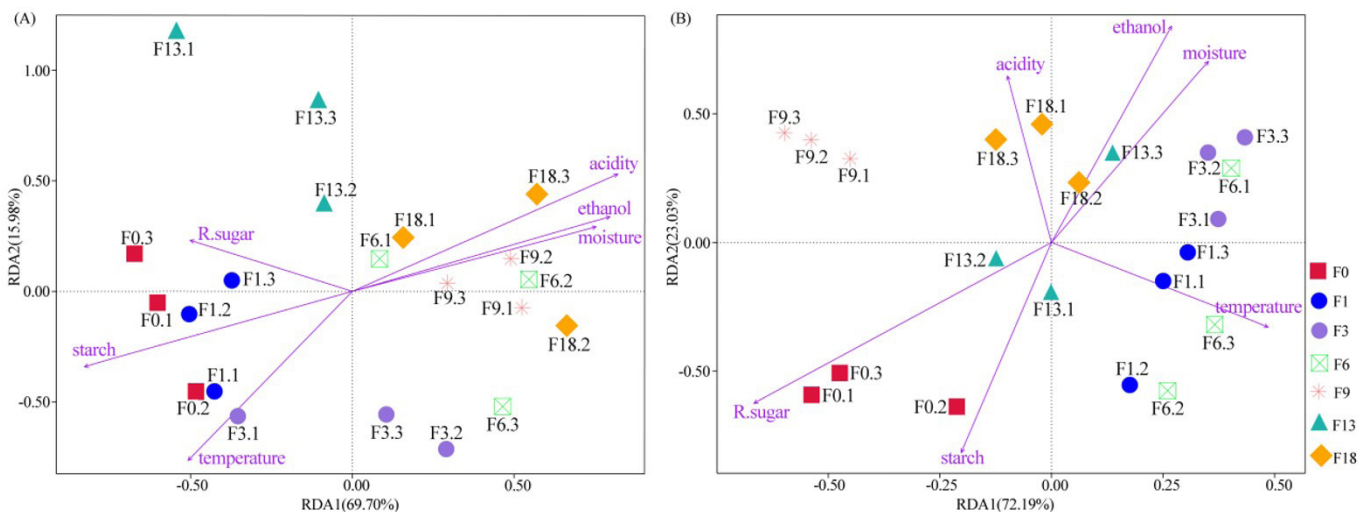 (A)
F13.1
1.00
F13.3
0.50
acidity
F13.2
F18.3
ethanol
F18.1
F0.3
R.sugar
moisture
F6.1
F9.2
F1.3
F6.2
0.00
F9.3
F0.1
F1.2
F9.1
starch
F18.2
F1.1
-0.50
F0.2
F3.1
F3.3
F3.2
F6.3
temperature
-0.50
0.00
0.50
RDA1(69.70%)
RDA2(15.98%)
(B)
ethanol
moisture
acidity
F18.1
0.50
F9.3
F3.3
F9.2
F18.3
F13.3
F3.2
F9.1
F6.1
F18.2
F3.1
0.00
F1.3
F13.2
F1.1
F13.1
temperature
F6.3
-0.50
F0.3
F1.2
F0.1
R.sugar
F0.2
F6.2
starch
-0.50
-0.25
0.00
0.25
0.50
RDA1(72.19%)
RDA2(23.03%)
F0
F1
F3
F6
F9
F13
F18